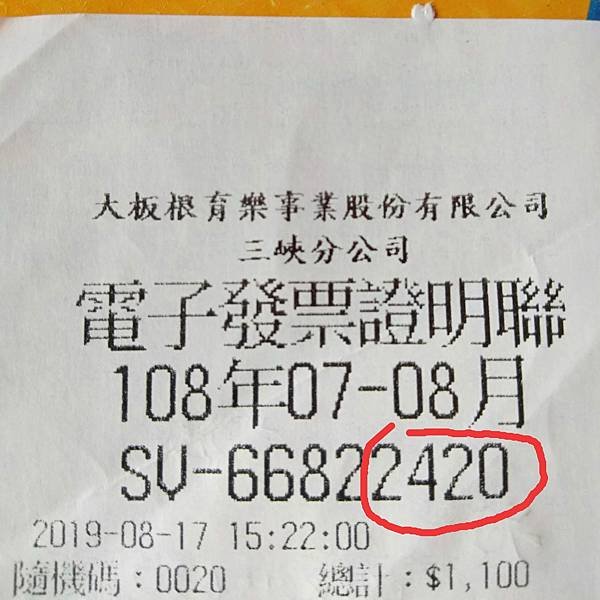 大板根育樂事業股份有限公司
三峽分公司
電子發票證明聯
108年07-08月
SV-66822420
2019-08-17 15:22:00
隨機碼:0020 總計:$1,100